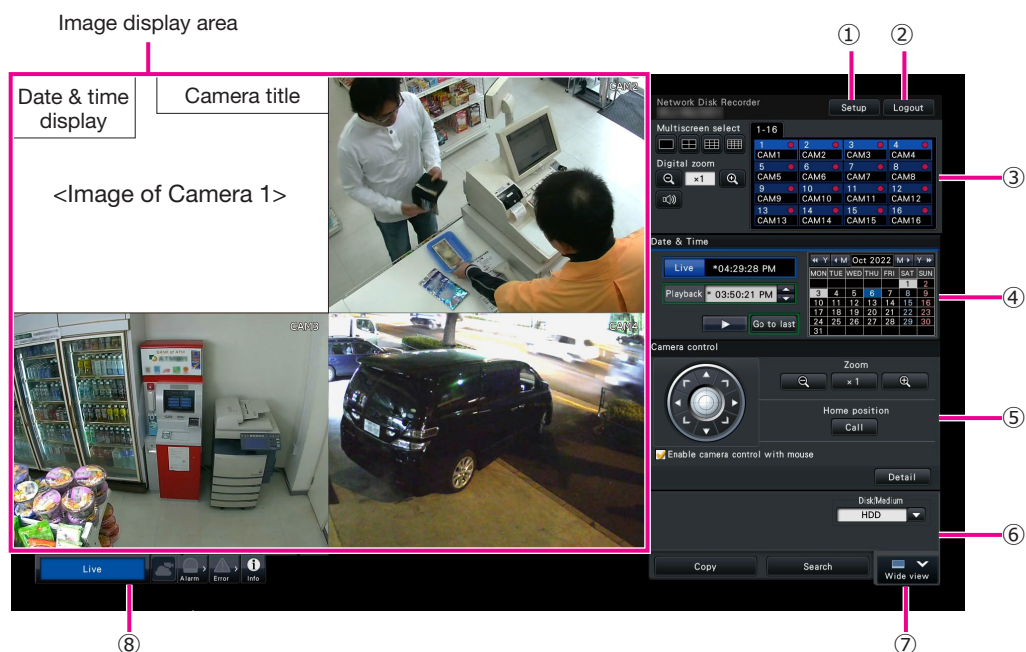 Image display area
① ②
Date & time
display
Camera title
CAM2
<Image of Camera 1>
CAM3
CAM4
BANK of ATM
Network Disk Recorder
Setup
Logout
Multiscreen select
1-16
1 2 3 4
CAM1 CAM2 CAM3 CAM4
Digital zoom
5 6 7 8
×1
CAM5 CAM6 CAM7 CAM8
③
9 10 11 12
CAM9 CAM10 CAM11 CAM12
13 14 15 16
CAM13 CAM14 CAM15 CAM16
Date & Time
Y M Oct 2022 M Y
Live *04:29:28 PM
MON TUE WED THU FRI SAT SUN
1 2
Playback * 03:50:21 PM
3 4 5 6 7 8 9
④
10 11 12 13 14 15 16
17 18 19 20 21 22 23
Go to last
24 25 26 27 28 29 30
31
Camera control
Zoom
×1
Home position
⑤
Call
Enable camera control with mouse
Detail
Disk/Medium
HDD
⑥
Live
Alarm
Error
Info
Copy
Search
Wide view
⑧
⑦